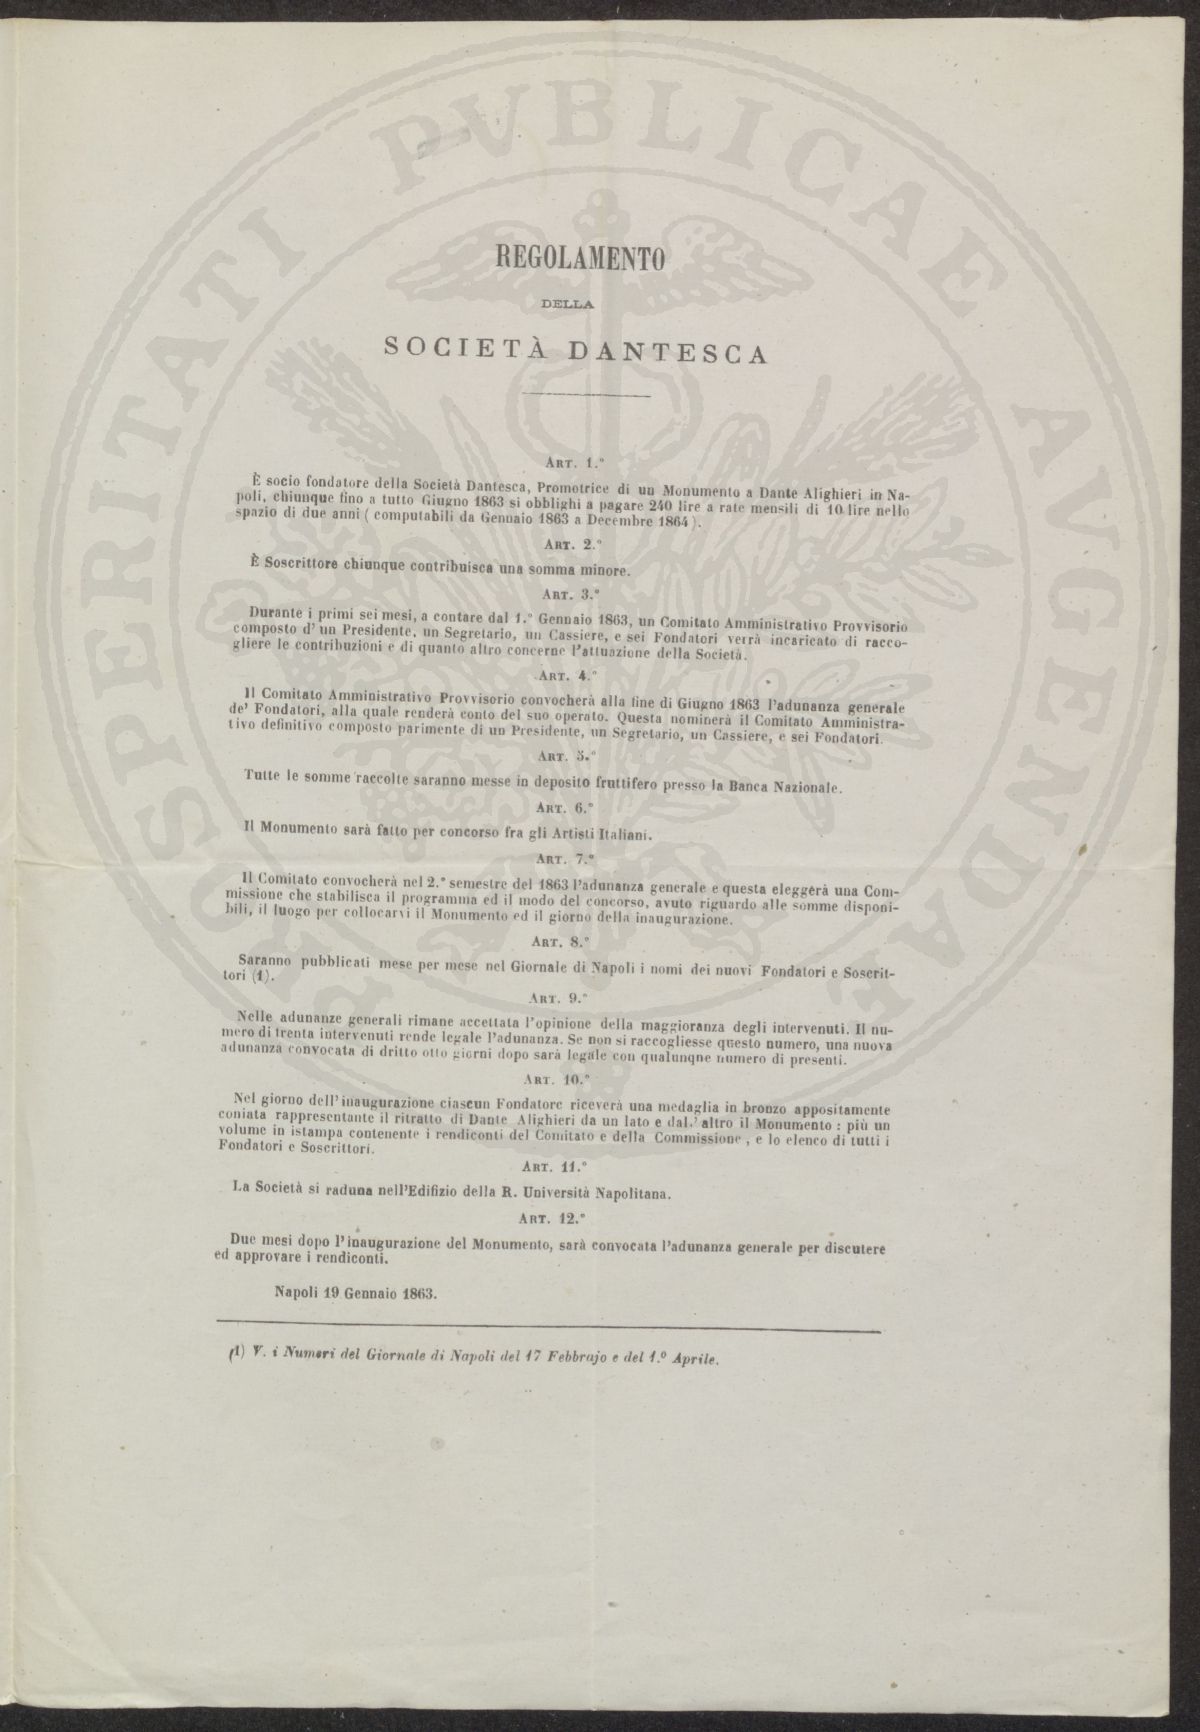 REGOLAMENTO
DELLA
SOCIETÀ DANTESCA
ART. 1.°
È socio fondatore della Società Dantesca, Promotrice di un Monumento a Dante Alighieri in Na-
poli, chiunque fino a tutto Giugno 1863 si obblighi a pagare 240 lire a rate mensili di 10 lire nello
spazio di due anni ( computabili da Gennaio 1863 a Decembre 1864 ).
ART. 2.°
È Soscrittore chiunque contribuisca una somma minore.
ART. 3.°
Durante i primi sei mesi, a contare dal 1.° Gennaio 1863, un Comitato Amministrativo Provvisorio
composto d' un Presidente, un Segretario, un Cassiere, e sei Fondatori verrà incaricato di racco-
gliere le contribuzioni e di quanto altro concerne l'attuazione della Società.
ART. 4.°
Il Comitato Amministrativo Provvisorio convocherà alla fine di Giugno 1863 l'adunanza generale
de' Fondatori, alla quale renderà conto del suo operato. Questa nominerà il Comitato Amministra-
tivo definitivo composto parimente di un Presidente, un Segretario, un Cassiere, e sei Fondatori.
ART. 5.°
Tutte le somme raccolte saranno messe in deposito fruttifero presso la Banca Nazionale.
ART. 6.°
Il Monumento sarà fatto per concorso fra gli Artisti Italiani.
ART. 7.°
Il Comitato convocherà nel 2.° semestre del 1863 l'adunanza generale e questa eleggerà una Com-
missione che stabilisca il programma ed il modo del concorso, avuto riguardo alle somme disponi-
bili, il luogo per collocarvi il Monumento ed il giorno della inaugurazione.
ART. 8.°
Saranno pubblicati mese per mese nel Giornale di Napoli i nomi dei nuovi Fondatori e Soscrit-
tori (1).
ART. 9.°
Nelle adunanze generali rimane accettata l'opinione della maggioranza degli intervenuti. Il nu-
mero di trenta intervenuti rende legale l'adunanza. Se non si raccogliesse questo numero, una nuova
adunanza convocata di dritto otto giorni dopo sarà legale con qualunqne numero di presenti.
ART. 10.°
Nel giorno dell' inaugurazione ciascun Fondatore riceverà una medaglia in bronzo appositamente
coniata rappresentante il ritratto di Dante Alighieri da un lato e dal.' altro il Monumento : più un
volume in istampa contenente i rendiconti del Comitato e della Commissione , e lo elenco di tutti i
Fondatori e Soscrittori.
ART. 11.°
La Società si raduna nell'Edifizio della R. Università Napolitana.
ART. 12.°
Due mesi dopo l'inaugurazione del Monumento, sarà convocata l'adunanza generale per discutere
ed approvare i rendiconti.
Napoli 19 Gennaio 1863.
(1) V. i Numeri del Giornale di Napoli del 17 Febbrajo e del 1.° Aprile.
PROSPERITATI PVBLICAE AVGENDAE